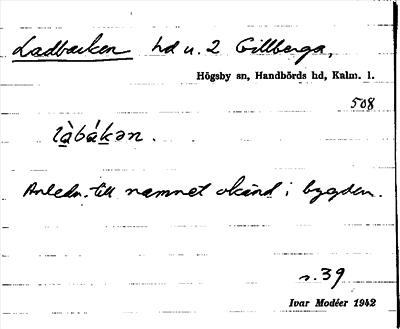 Ladbacken hd u. 2 Gillberga,
Högsby sn, Handbörds hd, Kalm. l.
508
làbákən.
Anledn. till namnet okänd i bygden.
s. 39
Ivar Modéer 1942